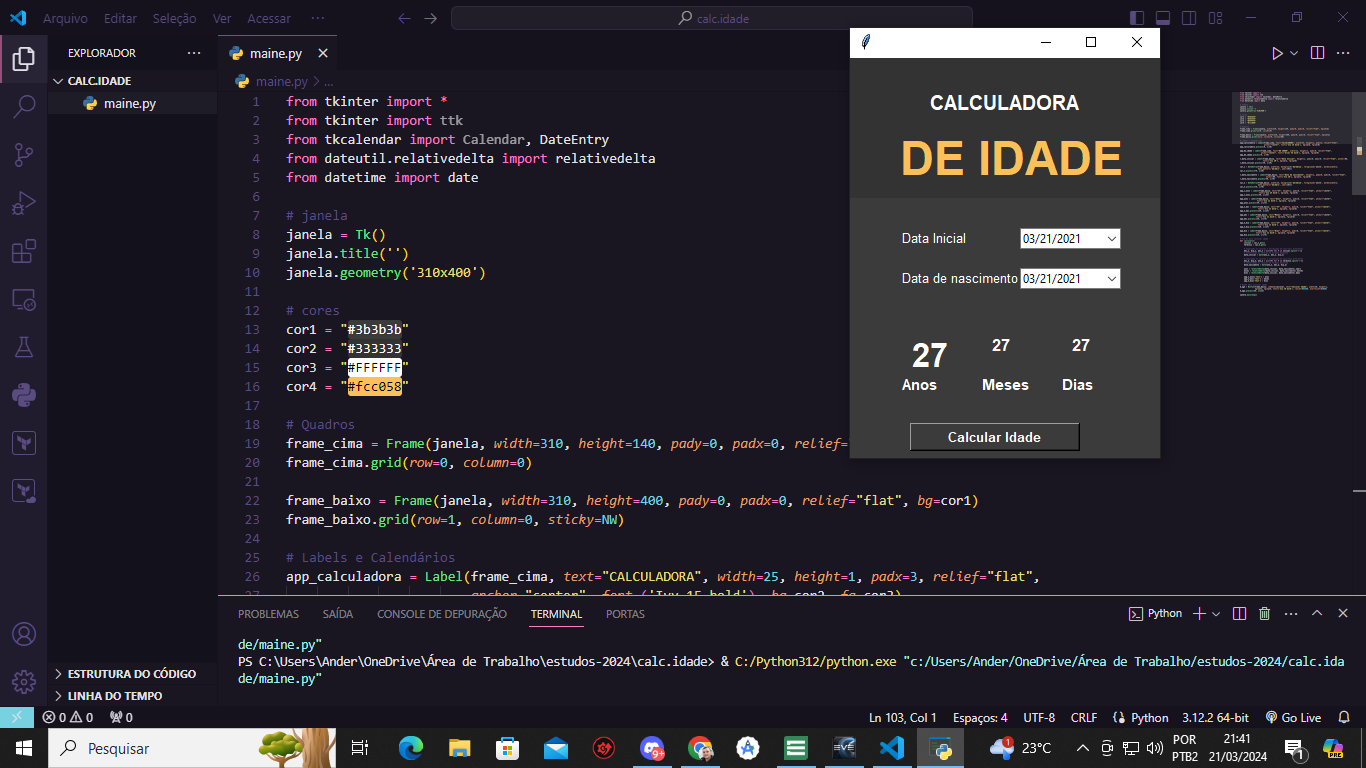 Arquivo Editar Seleção Ver Acessar ··· calc.idade
EXPLORADOR ···
CALC.IDADE
maine.py
ESTRUTURA DO CÓDIGO
LINHA DO TEMPO
maine.py
maine.py > ...
1 from tkinter import *
2 from tkinter import ttk
3 from tkcalendar import Calendar, DateEntry
4 from dateutil.relativedelta import relativedelta
5 from datetime import date
6
7 # janela
8 janela = Tk()
9 janela.title('')
10 janela.geometry('310x400')
11
12 # cores
13 cor1 = "#3b3b3b"
14 cor2 = "#333333"
15 cor3 = "#FFFFFF"
16 cor4 = "#fcc058"
17
18 # Quadros
19 frame_cima = Frame(janela, width=310, height=140, pady=0, padx=0, relief=
20 frame_cima.grid(row=0, column=0)
21
22 frame_baixo = Frame(janela, width=310, height=400, pady=0, padx=0, relief="flat", bg=cor1)
23 frame_baixo.grid(row=1, column=0, sticky=NW)
24
25 # Labels e Calendários
26 app_calculadora = Label(frame_cima, text="CALCULADORA", width=25, height=1, padx=3, relief="flat",
CALCULADORA
DE IDADE
Data Inicial 03/21/2021
Data de nascimento 03/21/2021
27 27 27
Anos Meses Dias
Calcular Idade
PROBLEMAS SAÍDA CONSOLE DE DEPURAÇÃO TERMINAL PORTAS Python
de/maine.py"
PS C:\Users\Ander\OneDrive\Área de Trabalho\estudos-2024\calc.idade> & C:/Python312/python.exe "c:/Users/Ander/OneDrive/Área de Trabalho/estudos-2024/calc.ida
de/maine.py"
0 0 0 Ln 103, Col 1 Espaços: 4 UTF-8 CRLF Python 3.12.2 64-bit Go Live
Pesquisar 9+ EVE 1 23°C POR 21:41 1
PTB2 21/03/2024 PRE